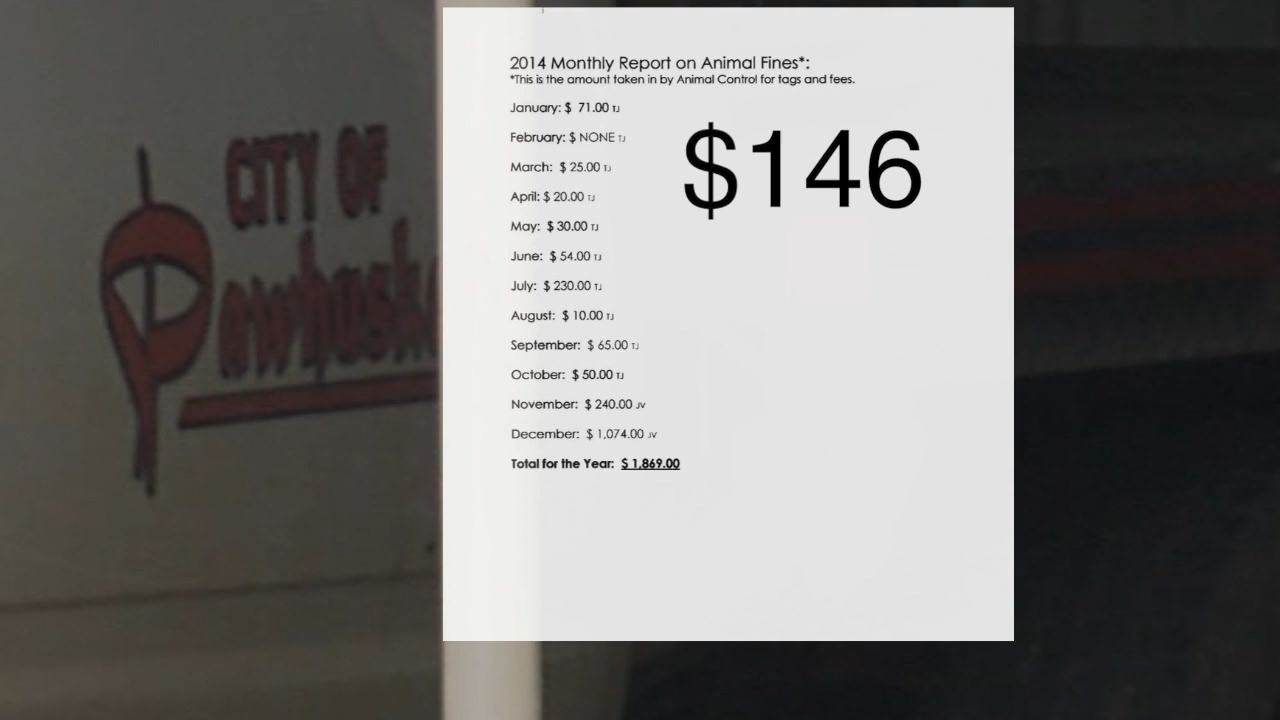 CITY OF
Pawhuska
2014 Monthly Report on Animal Fines*:
*This is the amount taken in by Animal Control for tags and fees.
January: $ 71.00 TJ
February: $ NONE TJ
March: $ 25.00 TJ
April: $ 20.00 TJ
May: $ 30.00 TJ
June: $ 54.00 TJ
July: $ 230.00 TJ
August: $ 10.00 TJ
September: $ 65.00 TJ
October: $ 50.00 TJ
November: $ 240.00 JV
December: $ 1,074.00 JV
Total for the Year: $ 1,869.00
$146